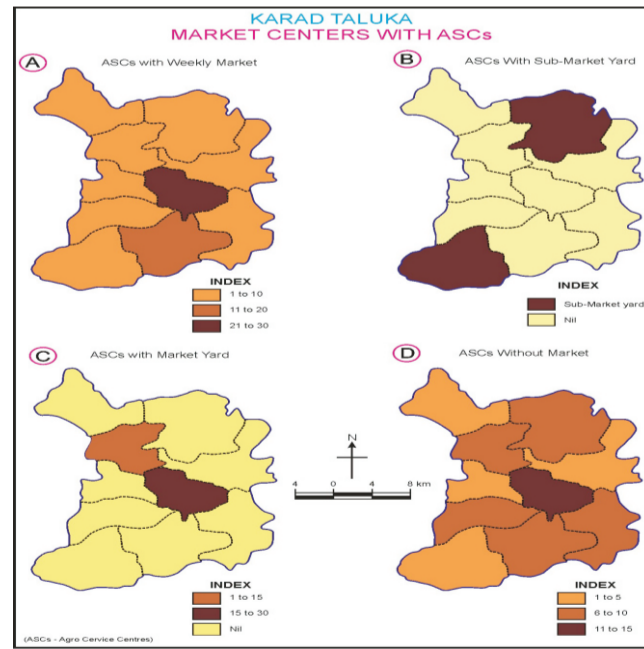 KARAD TALUKA
MARKET CENTERS WITH ASCs
A
ASCs with Weekly Market
INDEX
1 to 10
11 to 20
21 to 30
B
ASCs With Sub-Market Yard
INDEX
Sub-Market yard
Nil
C
ASCs with Market Yard
INDEX
1 to 15
15 to 30
Nil
(ASCs - Agro Cervice Centres)
N
4 0 4 8 km
D
ASCs Without Market
INDEX
1 to 5
6 to 10
11 to 15